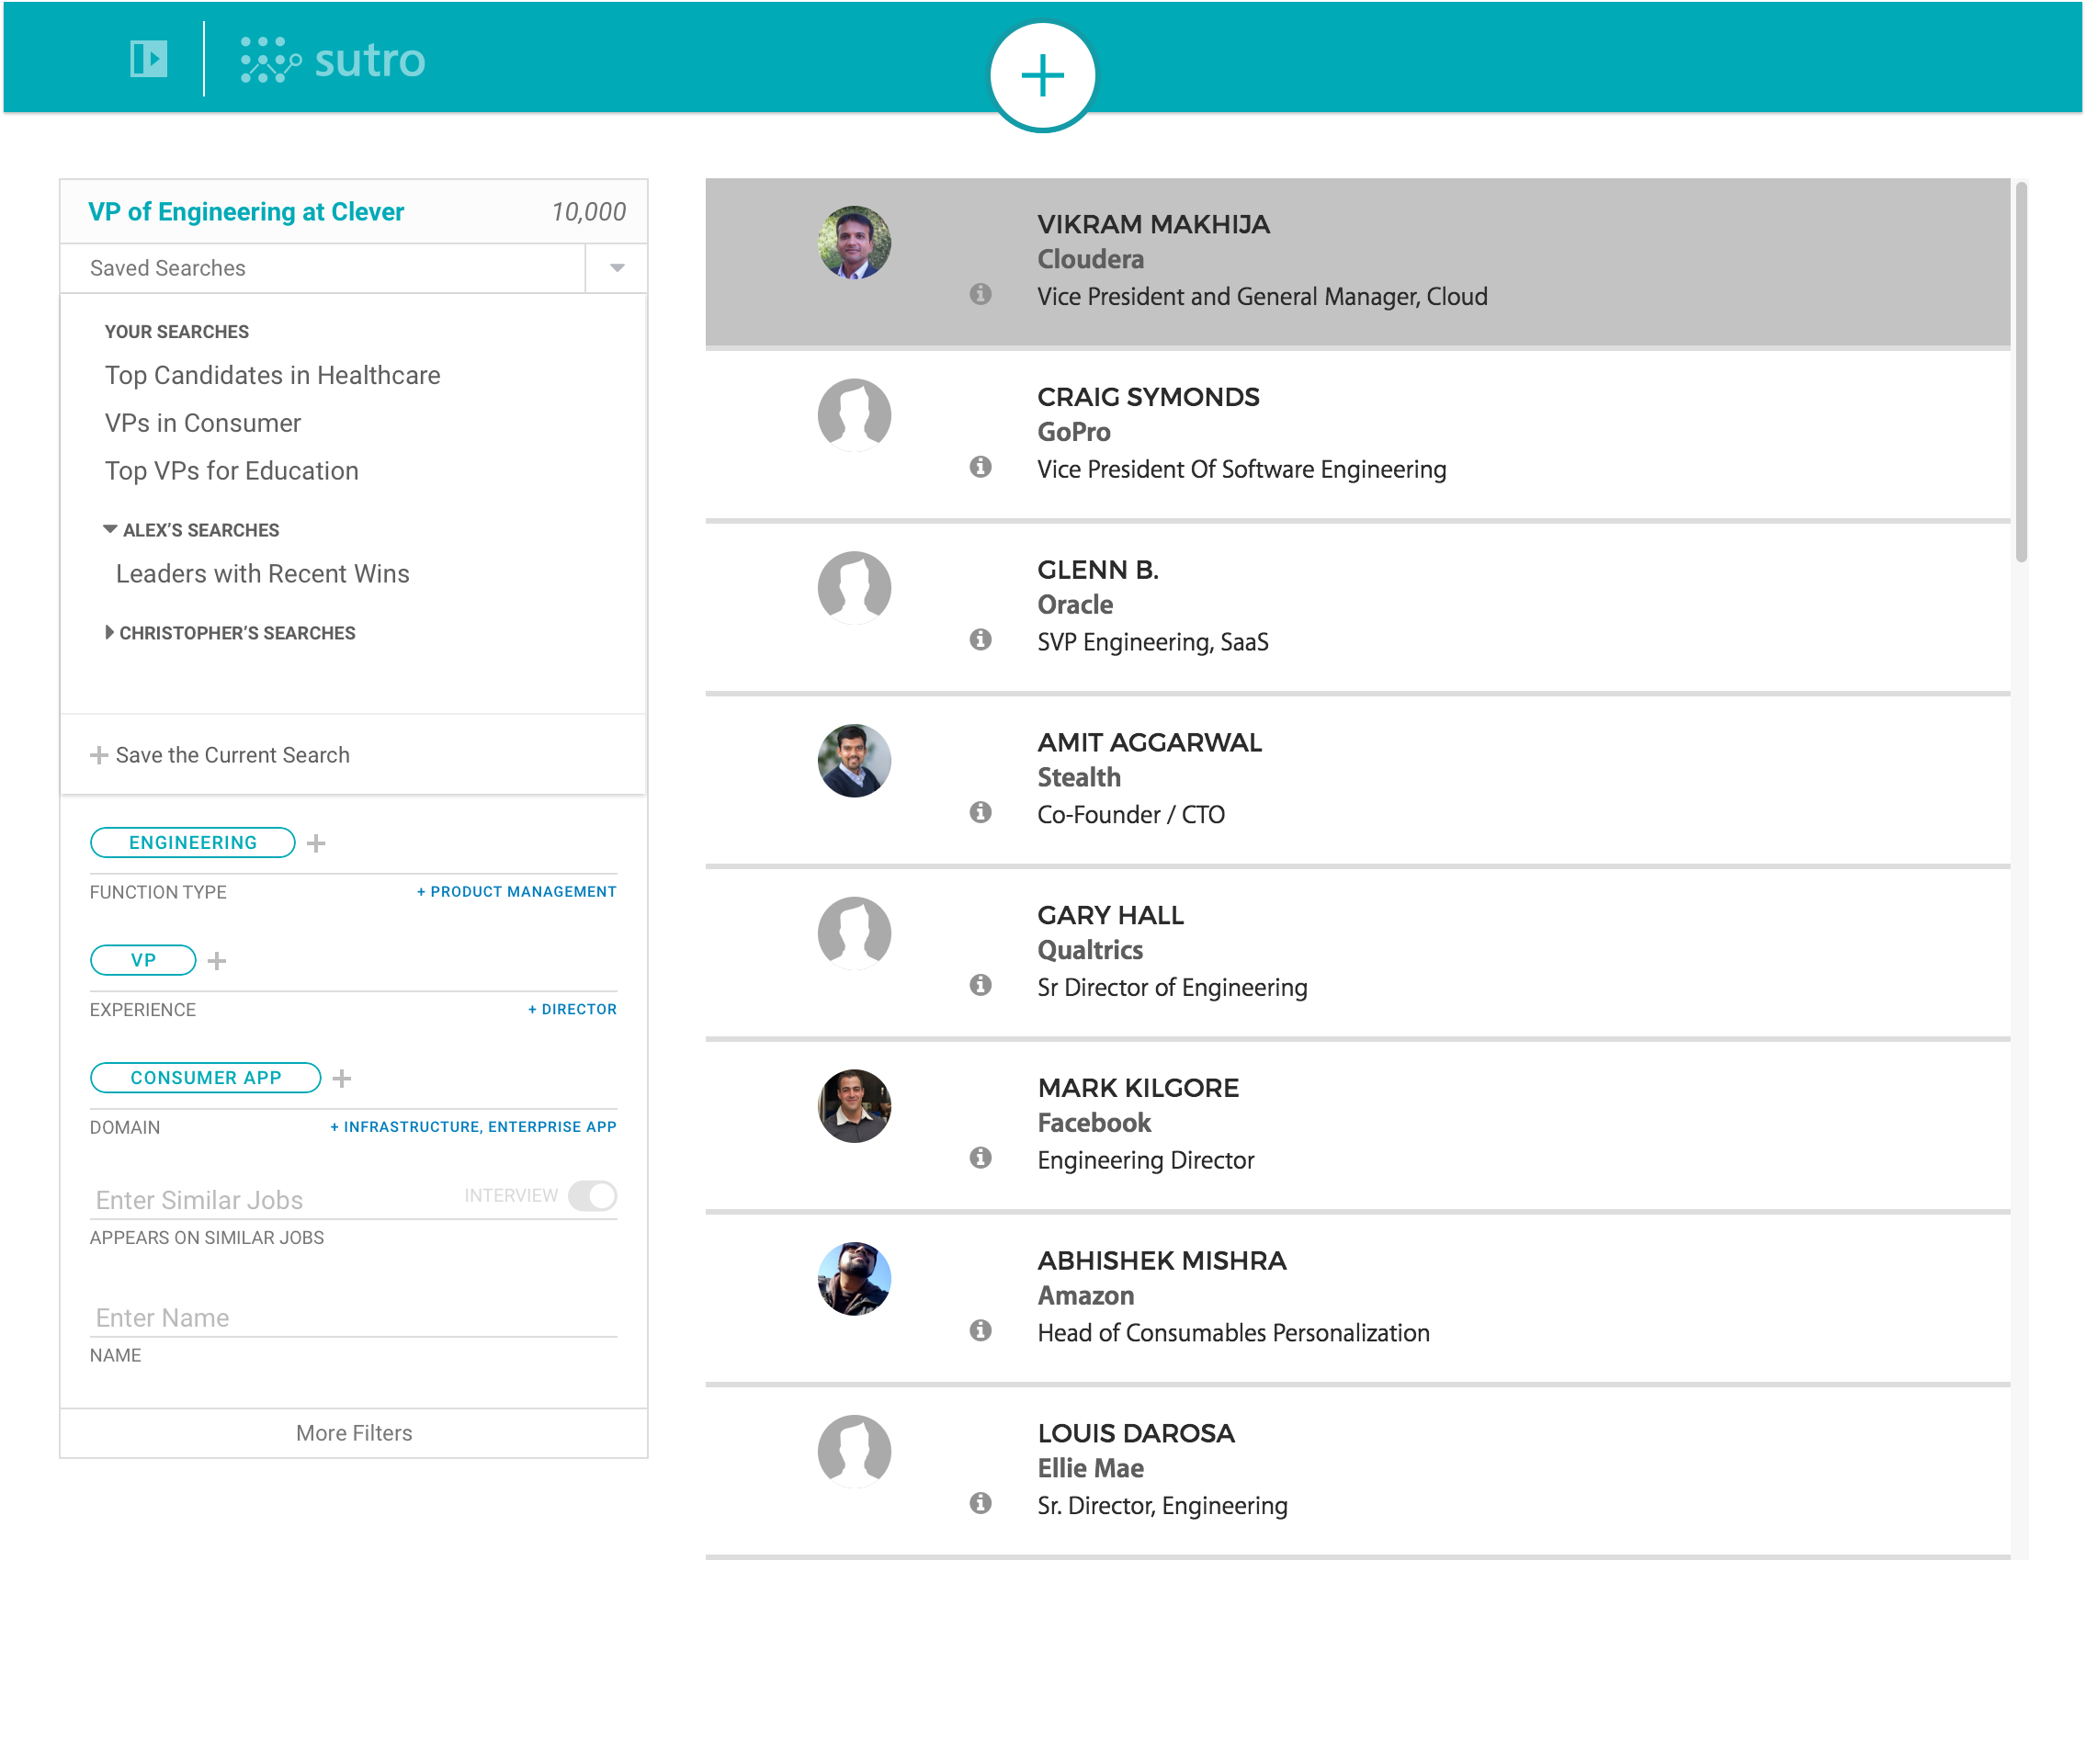 sutro
VP of Engineering at Clever 10,000
Saved Searches
YOUR SEARCHES
Top Candidates in Healthcare
VPs in Consumer
Top VPs for Education
ALEX’S SEARCHES
Leaders with Recent Wins
CHRISTOPHER’S SEARCHES
+ Save the Current Search
ENGINEERING +
FUNCTION TYPE + PRODUCT MANAGEMENT
VP +
EXPERIENCE + DIRECTOR
CONSUMER APP +
DOMAIN + INFRASTRUCTURE, ENTERPRISE APP
Enter Similar Jobs INTERVIEW
APPEARS ON SIMILAR JOBS
Enter Name
NAME
More Filters
VIKRAM MAKHIJA
Cloudera
Vice President and General Manager, Cloud
CRAIG SYMONDS
GoPro
Vice President Of Software Engineering
GLENN B.
Oracle
SVP Engineering, SaaS
AMIT AGGARWAL
Stealth
Co-Founder / CTO
GARY HALL
Qualtrics
Sr Director of Engineering
MARK KILGORE
Facebook
Engineering Director
ABHISHEK MISHRA
Amazon
Head of Consumables Personalization
LOUIS DAROSA
Ellie Mae
Sr. Director, Engineering